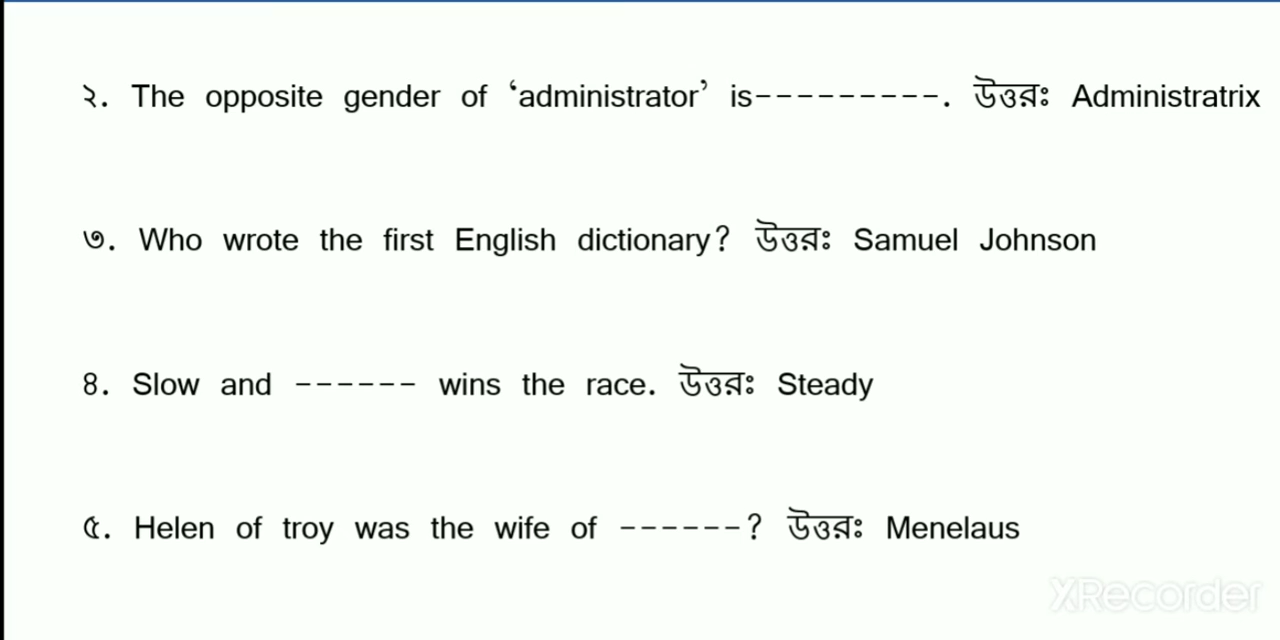 ২. The opposite gender of ‘administrator’ is---------. উত্তরঃ Administratrix
৩. Who wrote the first English dictionary? উত্তরঃ Samuel Johnson
৪. Slow and ------ wins the race. উত্তরঃ Steady
৫. Helen of troy was the wife of ------? উত্তরঃ Menelaus
XRecorder